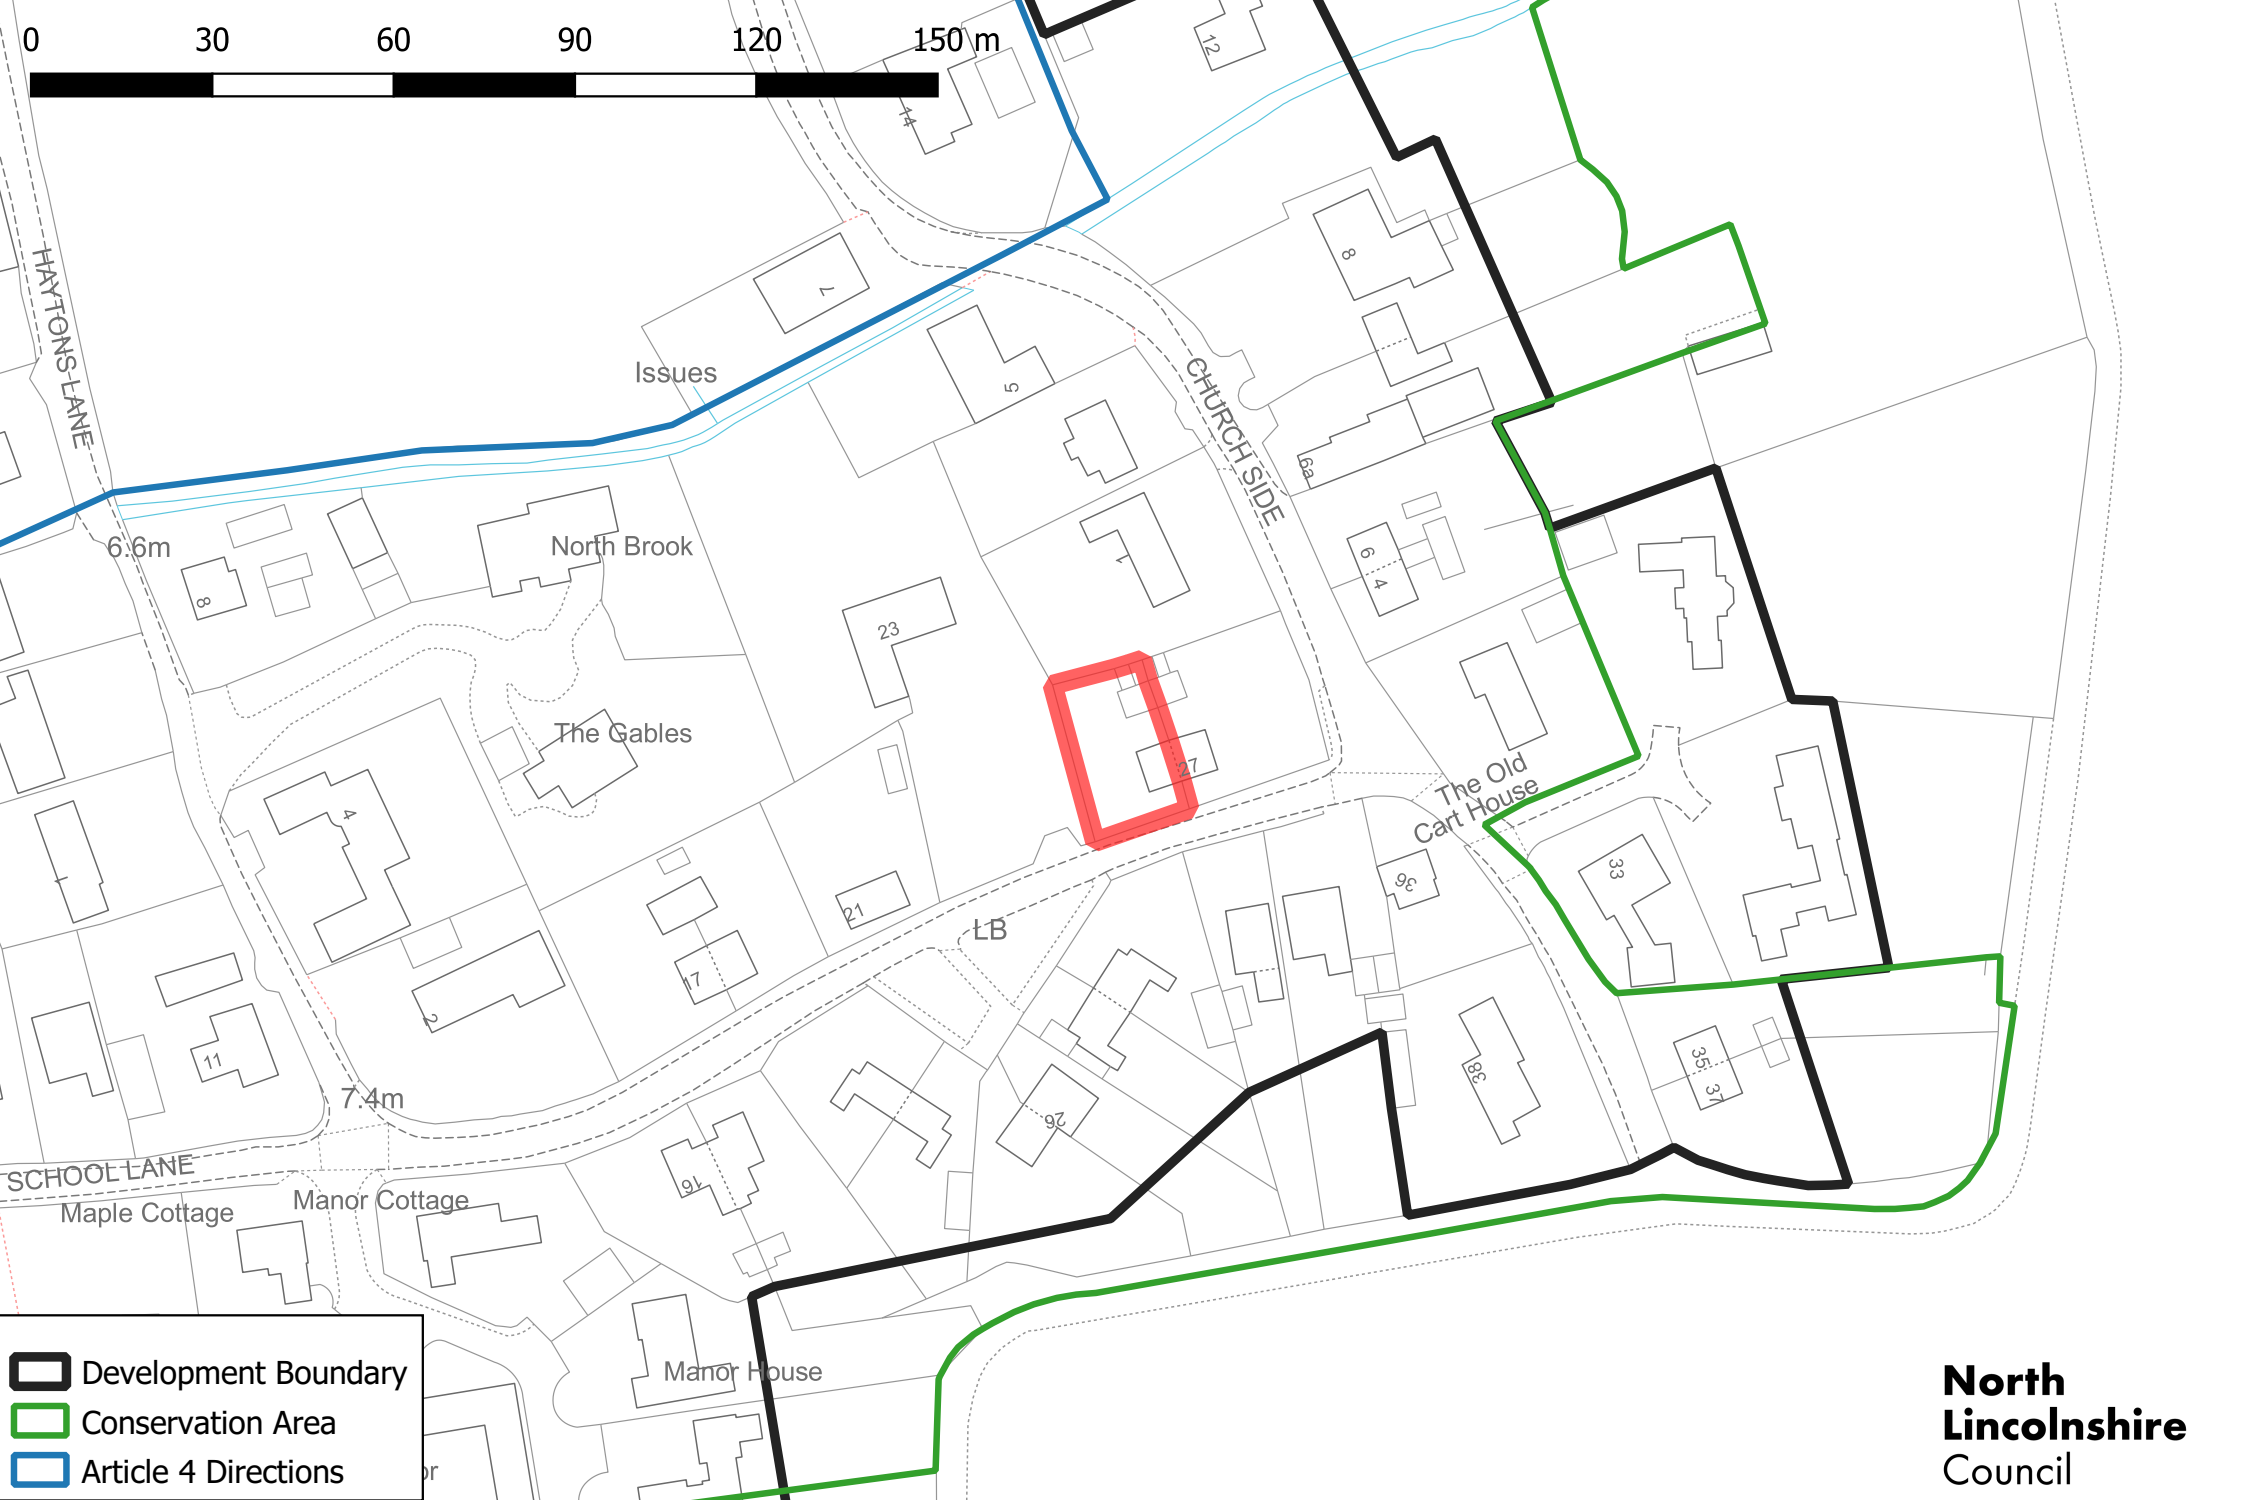 0 30 60 90 120 150 m
12
14
HAYTONS LANE
8
7
Issues
5
CHURCH SIDE
6a
6.6m
North Brook
1
6
4
8
23
The Gables
27
The Old
Cart House
4
1
33
36
21
LB
17
2
11
38
35
37
7.4m
26
SCHOOL LANE
16
Manor Cottage
Maple Cottage
Manor House
or
Development Boundary
Conservation Area
Article 4 Directions
North
Lincolnshire
Council